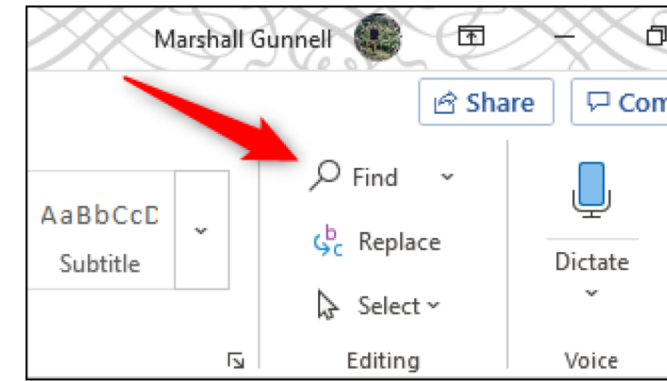 Marshall Gunnell
Share
Com
Find
AaBbCcD
Replace
Subtitle
Dictate
Select
Editing
Voice